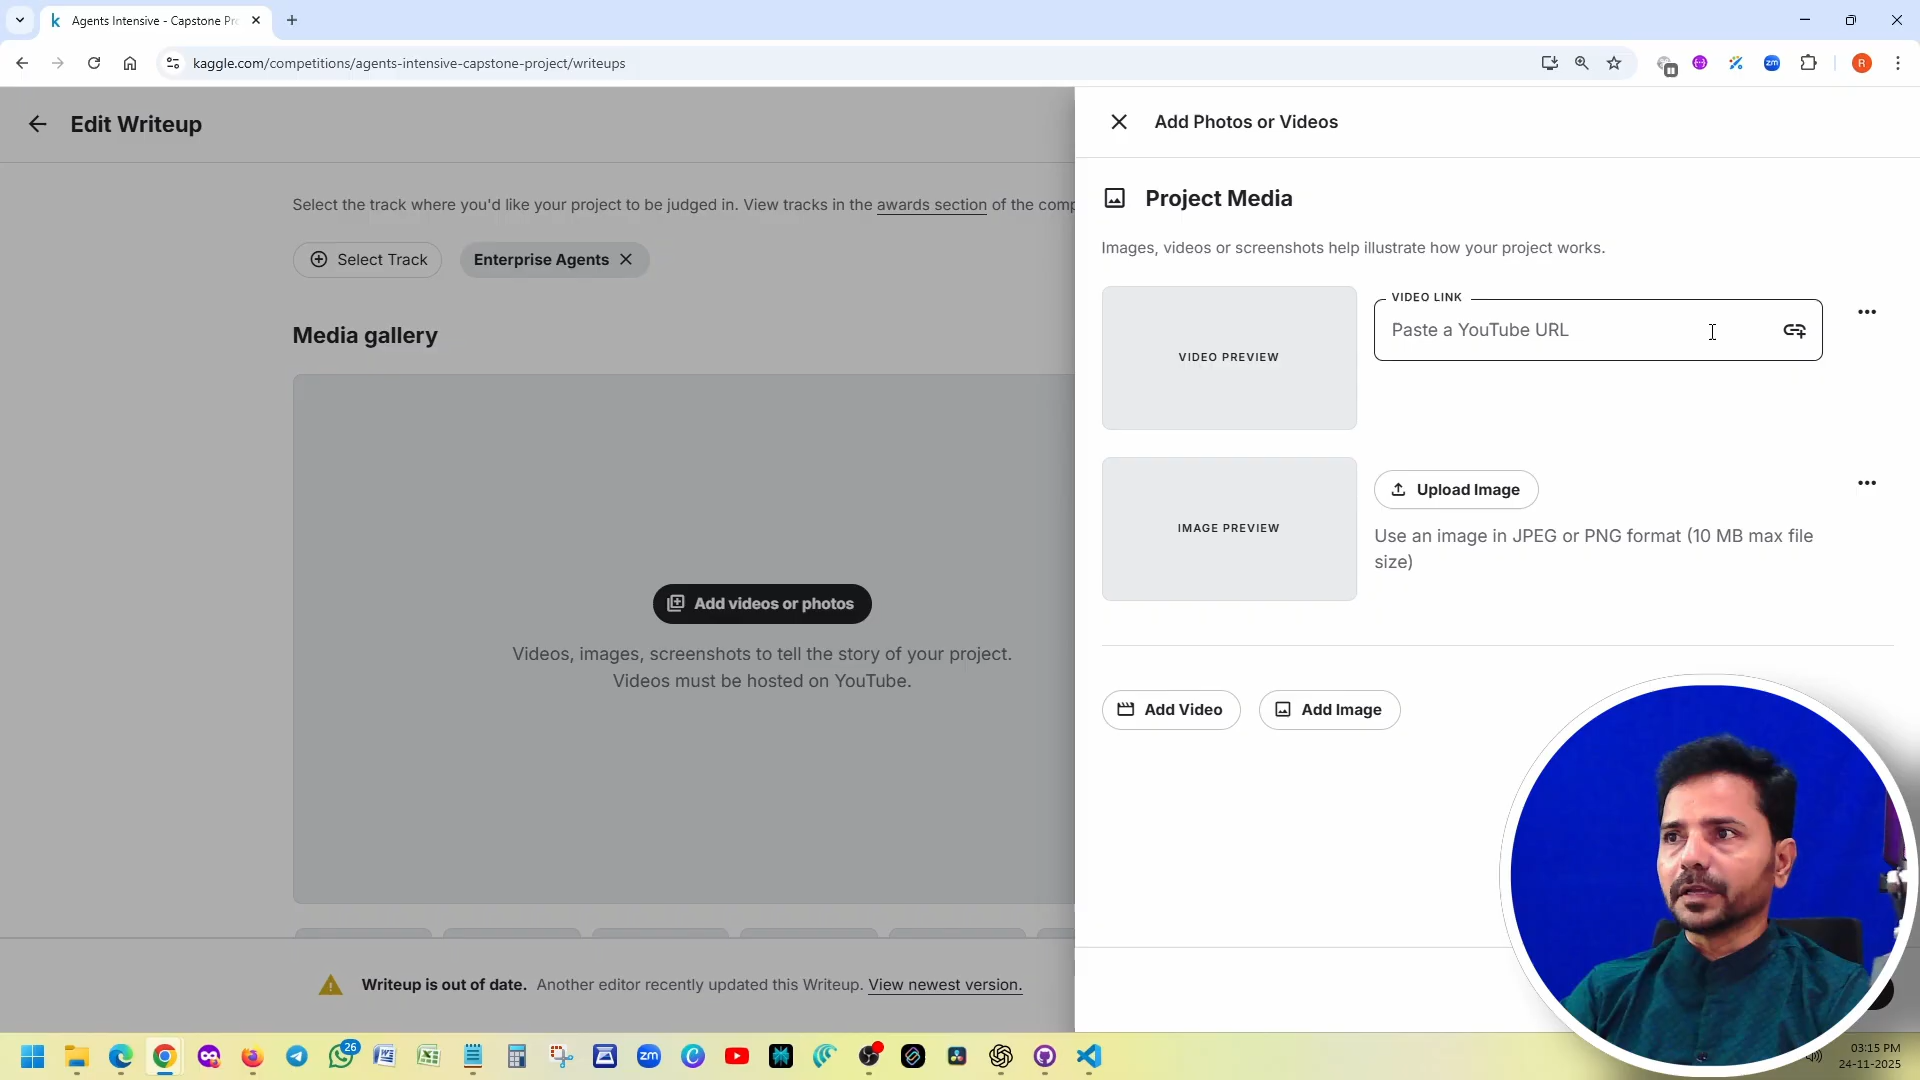 Agents Intensive - Capstone Pr
kaggle.com/competitions/agents-intensive-capstone-project/writeups
R
Edit Writeup
Select the track where you'd like your project to be judged in. View tracks in the awards section of the comp
Select Track
Enterprise Agents
Media gallery
Add videos or photos
Videos, images, screenshots to tell the story of your project.
Videos must be hosted on YouTube.
Writeup is out of date. Another editor recently updated this Writeup. View newest version.
Add Photos or Videos
Project Media
Images, videos or screenshots help illustrate how your project works.
VIDEO PREVIEW
VIDEO LINK
Paste a YouTube URL
IMAGE PREVIEW
Upload Image
Use an image in JPEG or PNG format (10 MB max file
size)
Add Video
Add Image
26
zm
03:15 PM
24-11-2025